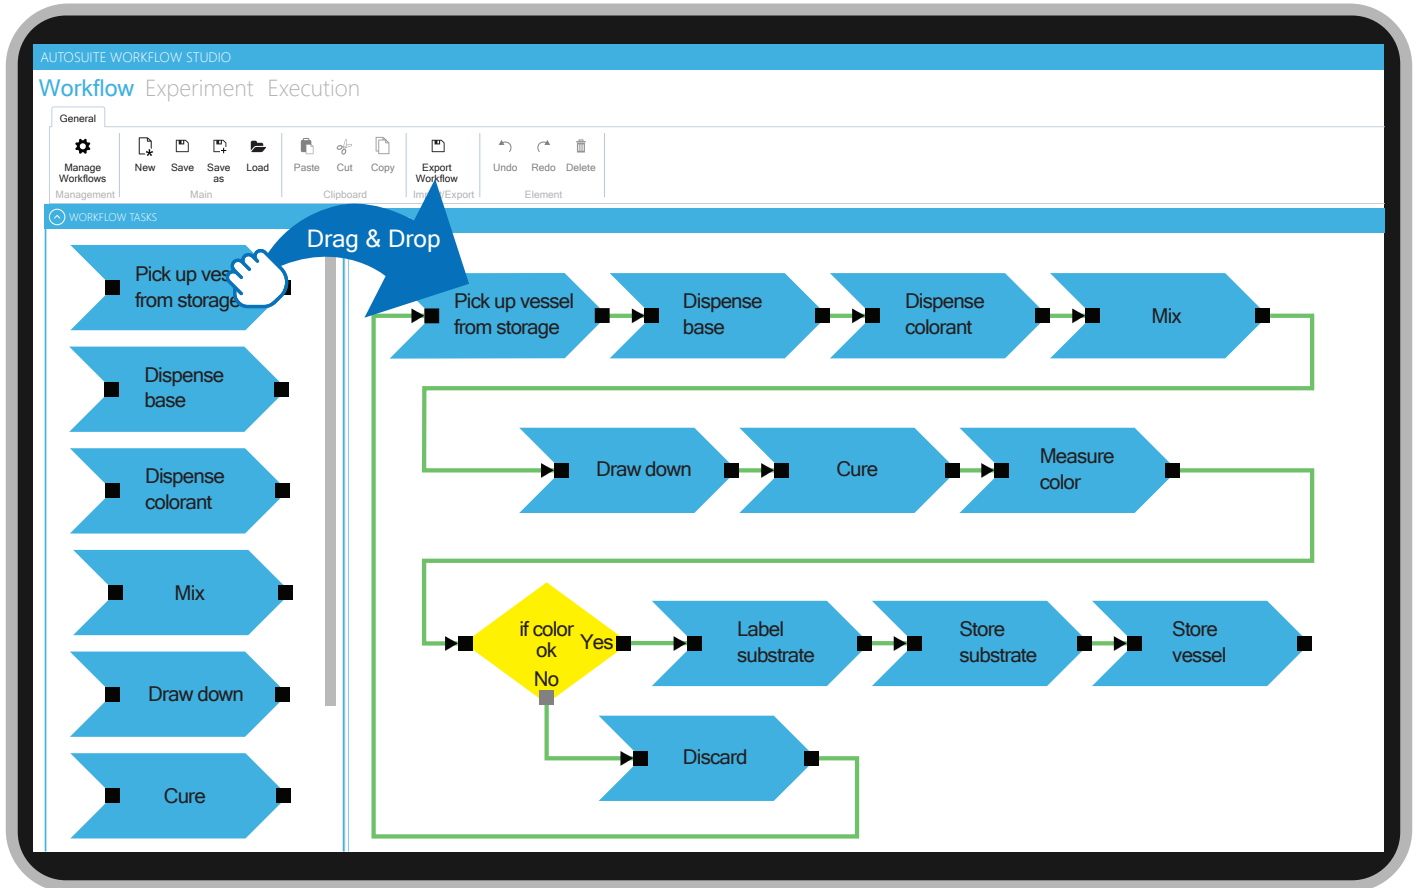 AUTOSUITE WORKFLOW STUDIO
Workflow Experiment Execution
General
Manage
Workflows
New
Save
Save
as
Load
Paste
Cut
Copy
Export
Workflow
Undo
Redo
Delete
Management
Main
Clipboard
Import/Export
Element
WORKFLOW TASKS
Drag & Drop
Pick up ves
from storage
Dispense
base
Dispense
colorant
Mix
Draw down
Cure
Pick up vessel
from storage
Dispense
base
Dispense
colorant
Mix
Draw down
Cure
Measure
color
if color
ok
Yes
No
Label
substrate
Store
substrate
Store
vessel
Discard